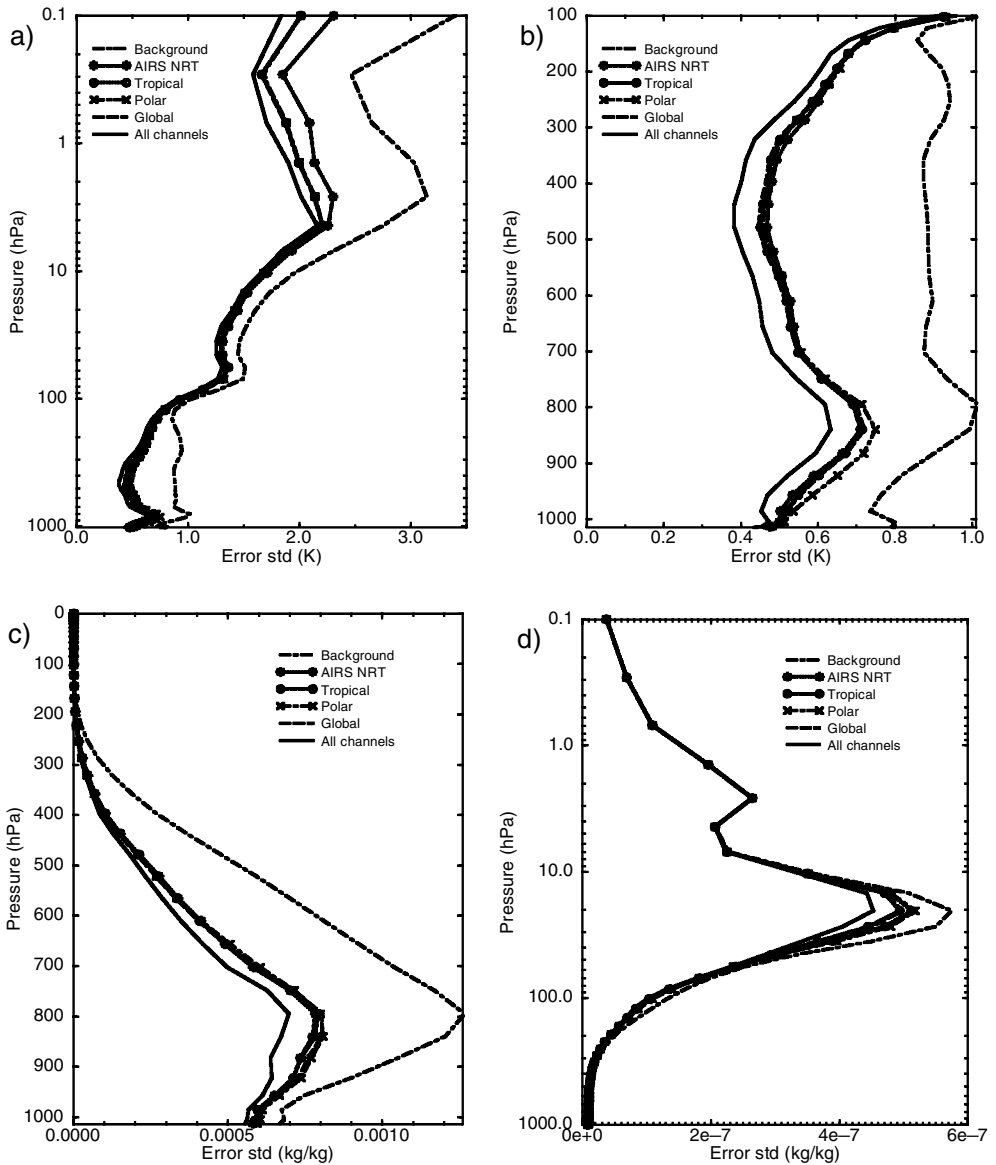 a)
Background
AIRS NRT
Tropical
Polar
Global
All channels
0.1
1
10
100
1000
0.0
1.0
2.0
3.0
Pressure (hPa)
Error std (K)
b)
Background
AIRS NRT
Tropical
Polar
Global
All channels
100
200
300
400
500
600
700
800
900
1000
0.0
0.2
0.4
0.6
0.8
1.0
Pressure (hPa)
Error std (K)
c)
Background
AIRS NRT
Tropical
Polar
Global
All channels
0
100
200
300
400
500
600
700
800
900
1000
0.0000
0.0005
0.0010
Pressure (hPa)
Error std (kg/kg)
d)
Background
AIRS NRT
Tropical
Polar
Global
All channels
0.1
1.0
10.0
100.0
1000.0
0e+0
2e−7
4e−7
6e−7
Pressure (hPa)
Error std (kg/kg)